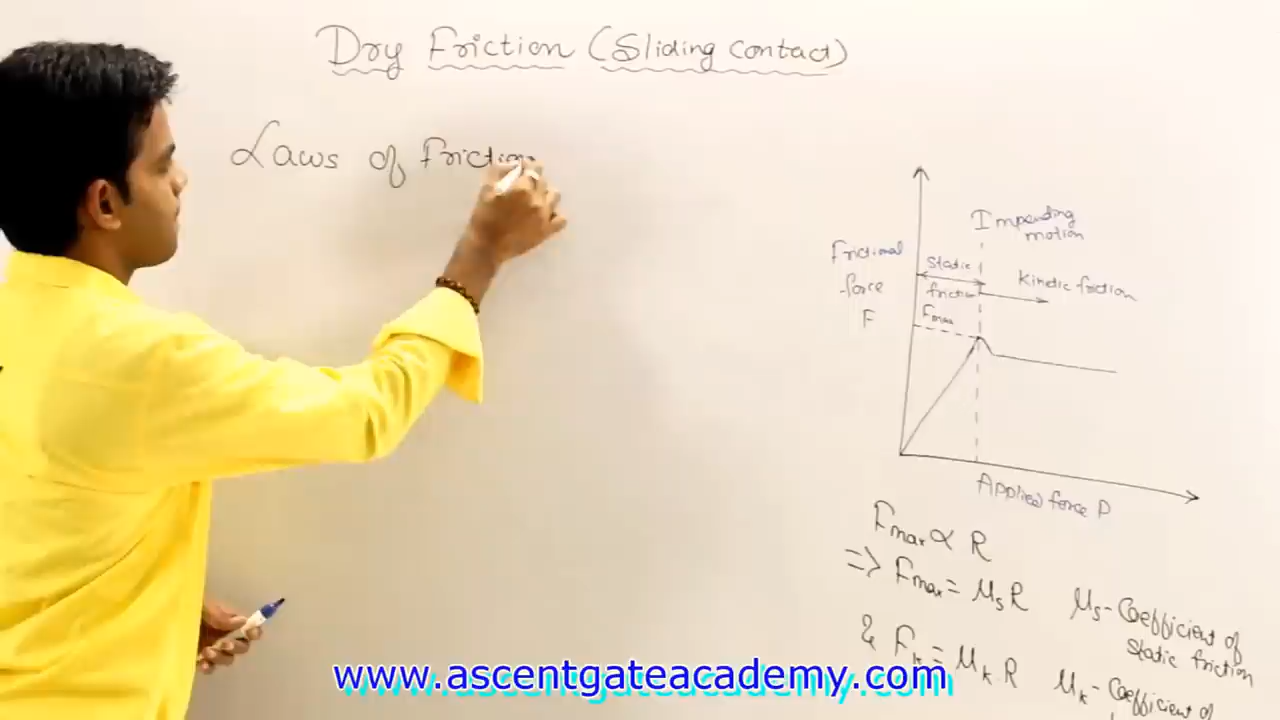 Dry Friction (Sliding contact)
Laws of Friction
Impending
motion
Frictional
force
F
Static
friction
Fmax
Kinetic friction
Applied force P
Fmax ∝ R
=> Fmax = μs R
μs - Coefficient of
Static friction
& Fk = μk R
μk - Coefficient of
www.ascentgateacademy.com